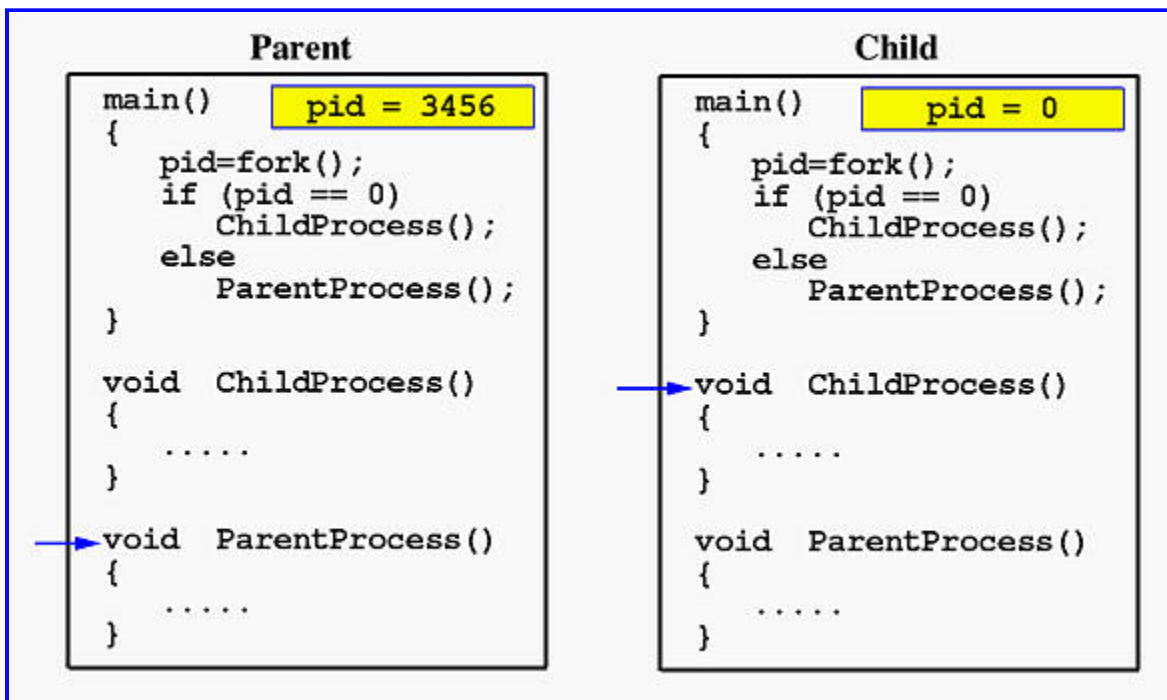 Parent
main()
pid = 3456
{
pid=fork();
if (pid == 0)
ChildProcess();
else
ParentProcess();
}
void ChildProcess()
{
.....
}
void ParentProcess()
{
.....
}
Child
main()
pid = 0
{
pid=fork();
if (pid == 0)
ChildProcess();
else
ParentProcess();
}
void ChildProcess()
{
.....
}
void ParentProcess()
{
.....
}